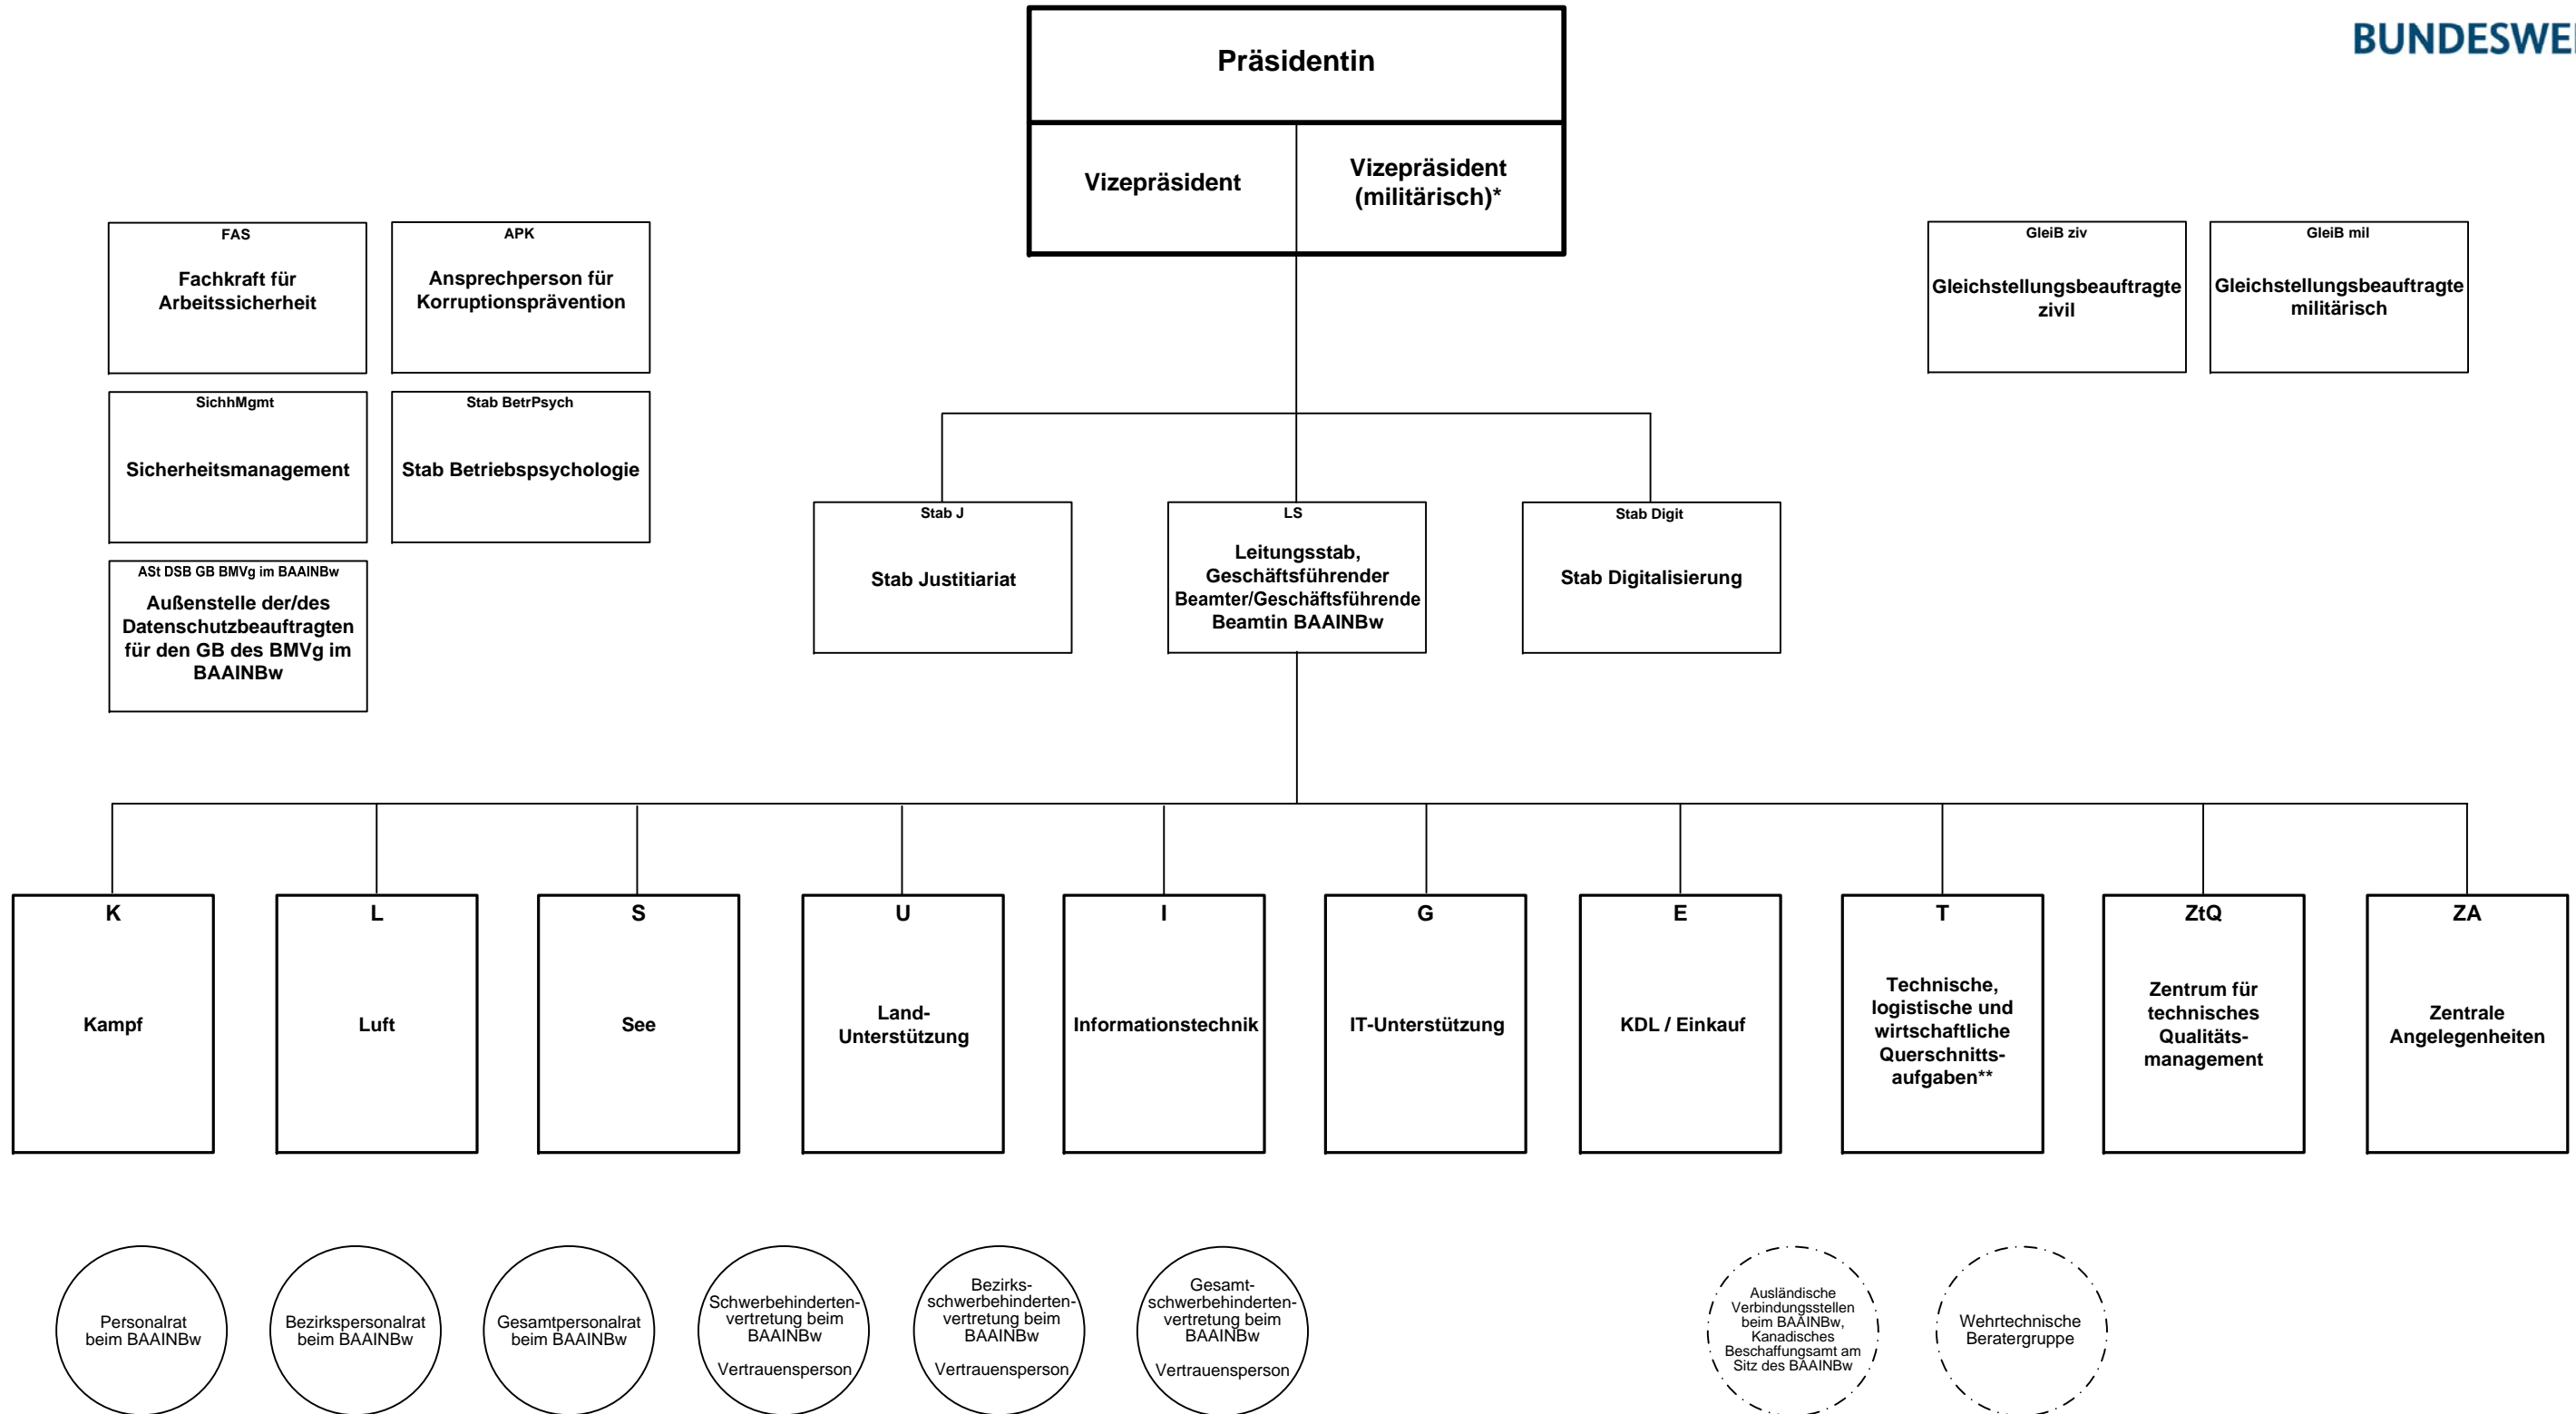 BUNDESWE
Präsidentin
Vizepräsident
Vizepräsident
(militärisch)*
FAS
Fachkraft für
Arbeitssicherheit
APK
Ansprechperson für
Korruptionsprävention
GleiB ziv
Gleichstellungsbeauftragte
zivil
GleiB mil
Gleichstellungsbeauftragte
militärisch
SichhMgmt
Sicherheitsmanagement
Stab BetrPsych
Stab Betriebspsychologie
ASt DSB GB BMVg im BAAINBw
Außenstelle der/des
Datenschutzbeauftragten
für den GB des BMVg im
BAAINBw
Stab J
Stab Justitiariat
LS
Leitungsstab,
Geschäftsführender
Beamter/Geschäftsführende
Beamtin BAAINBw
Stab Digit
Stab Digitalisierung
K
Kampf
L
Luft
S
See
U
Land-
Unterstützung
I
Informationstechnik
G
IT-Unterstützung
E
KDL / Einkauf
T
Technische,
logistische und
wirtschaftliche
Querschnitts-
aufgaben**
ZtQ
Zentrum für
technisches
Qualitäts-
management
ZA
Zentrale
Angelegenheiten
Personalrat
beim BAAINBw
Bezirkspersonalrat
beim BAAINBw
Gesamtpersonalrat
beim BAAINBw
Schwerbehinderten-
vertretung beim
BAAINBw
Vertrauensperson
Bezirks-
schwerbehinderten-
vertretung beim
BAAINBw
Vertrauensperson
Gesamt-
schwerbehinderten-
vertretung beim
BAAINBw
Vertrauensperson
Ausländische
Verbindungsstellen
beim BAAINBw,
Kanadisches
Beschaffungsamt am
Sitz des BAAINBw
Wehrtechnische
Beratergruppe